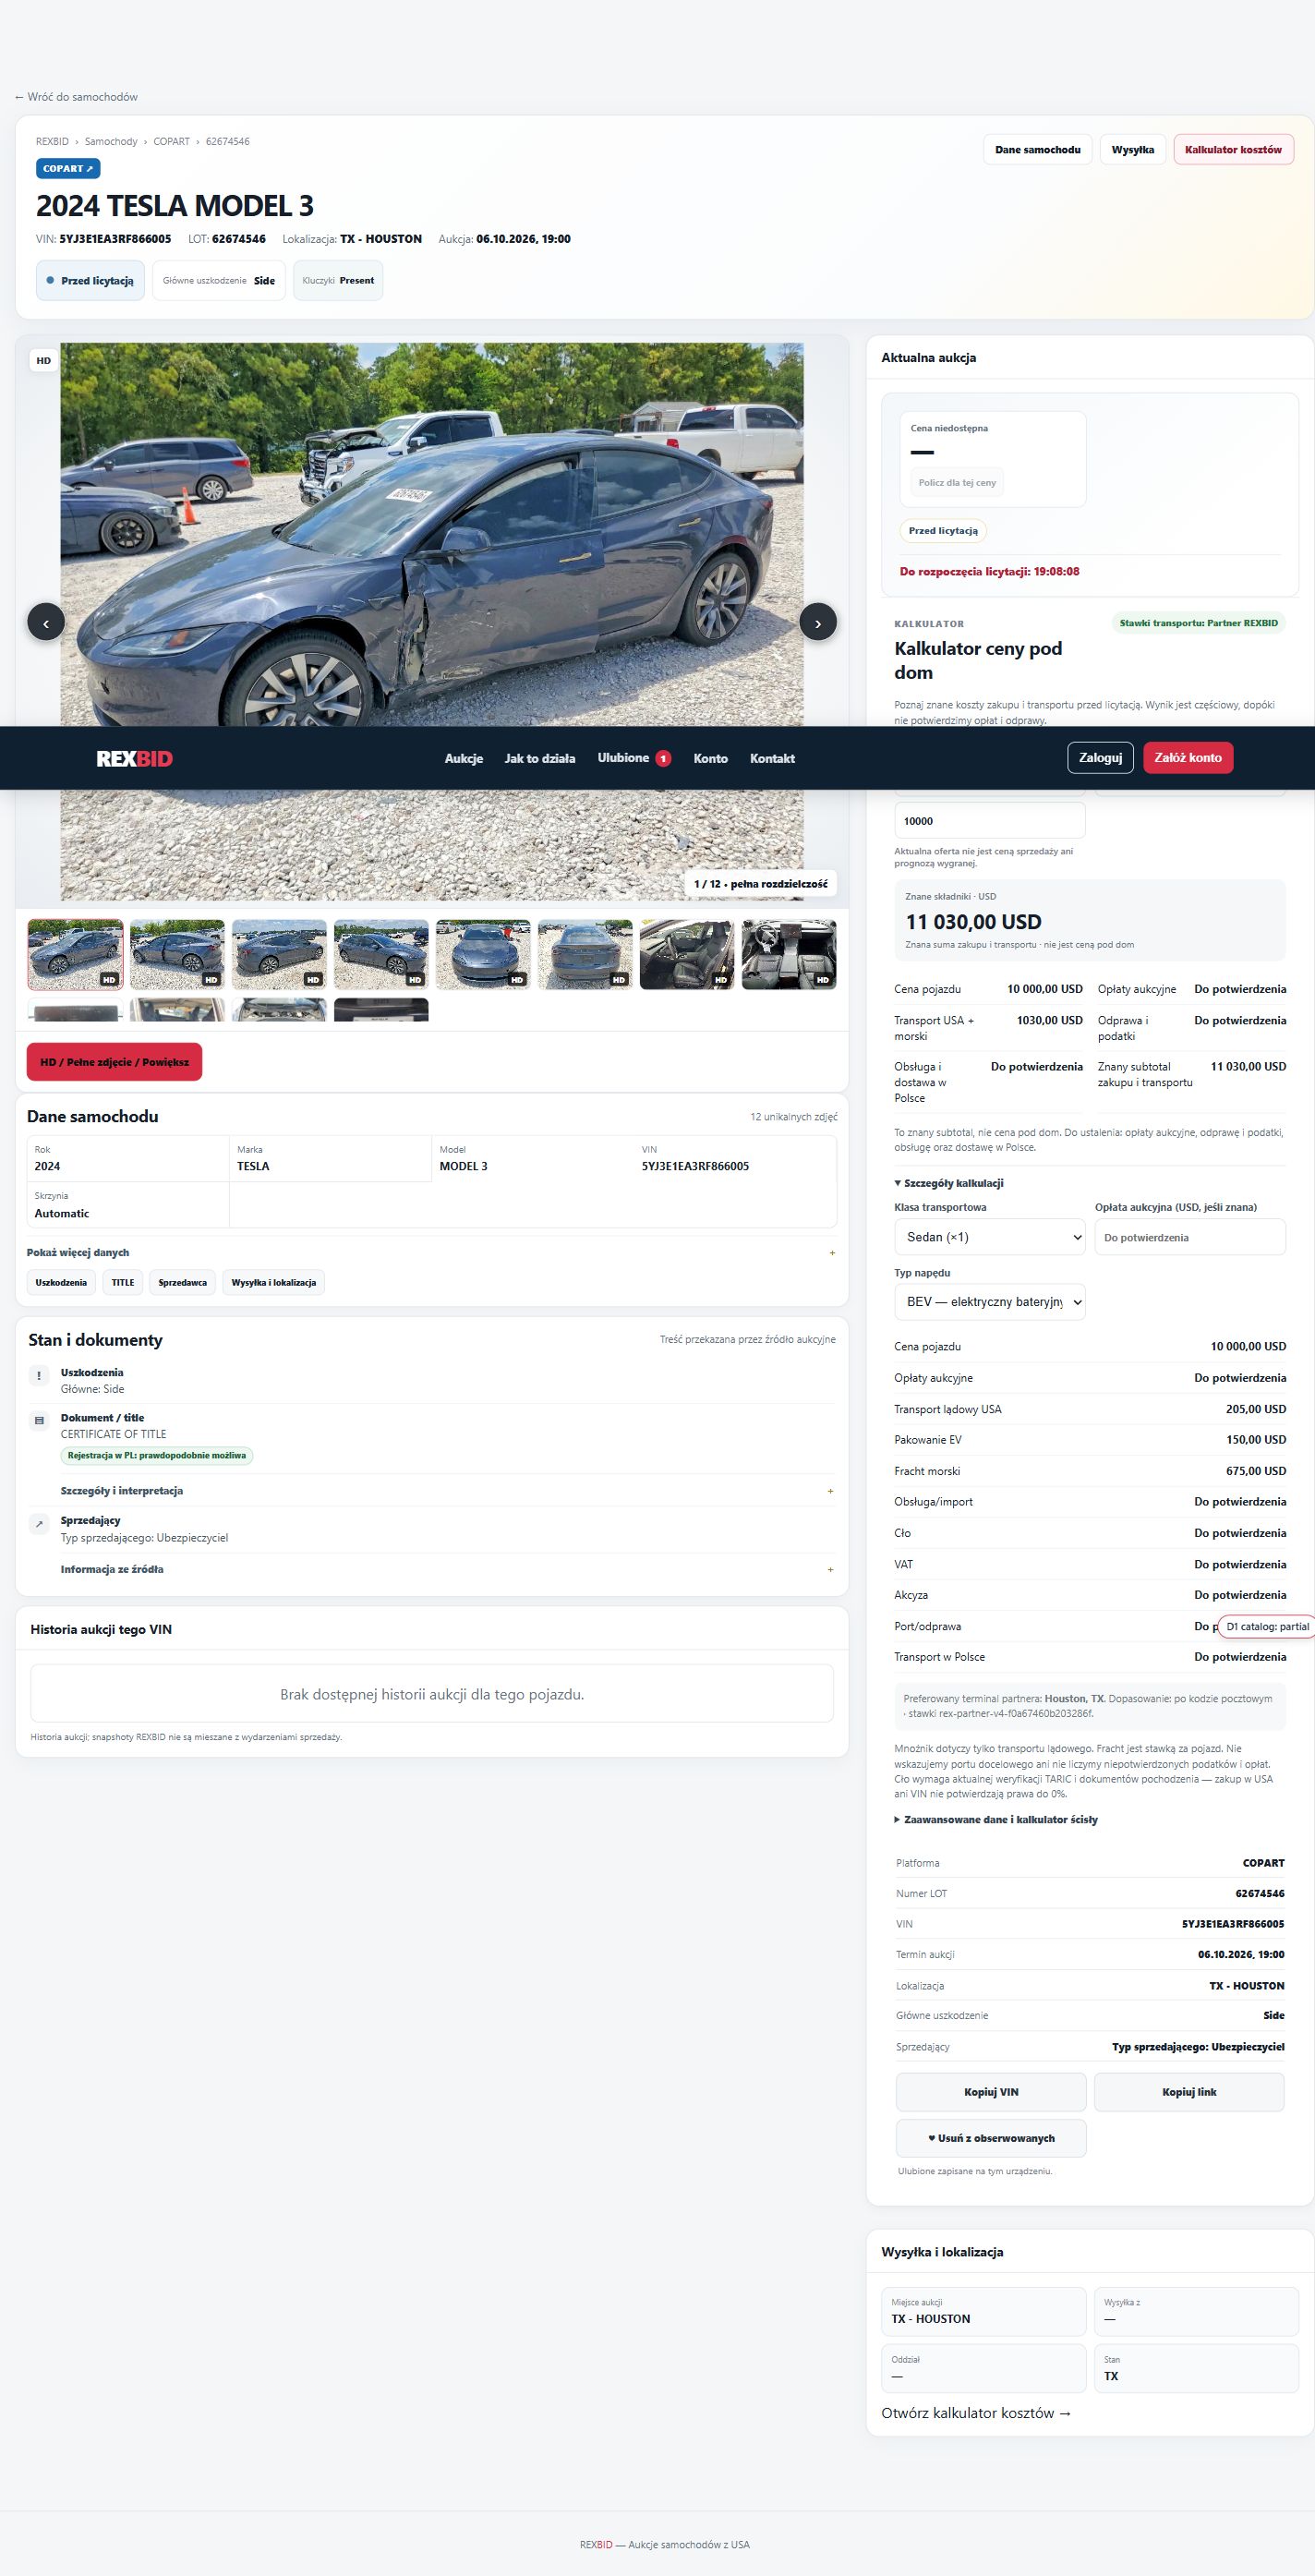 ← Wróć do samochodów
REXBID › Samochody › COPART › 62674546
Dane samochodu
Wysyłka
Kalkulator kosztów
COPART ↗
2024 TESLA MODEL 3
VIN: 5YJ3E1EA3RF866005 LOT: 62674546 Lokalizacja: TX - HOUSTON Aukcja: 06.10.2026, 19:00
Przed licytacją
Główne uszkodzenie Side
Kluczyki Present
HD
‹
›
1 / 12 • pełna rozdzielczość
HD
HD
HD
HD
HD
HD
HD
HD
HD / Pełne zdjęcie / Powiększ
Aktualna aukcja
Cena niedostępna
—
Policz dla tej ceny
Przed licytacją
Do rozpoczęcia licytacji: 19:08:08
KALKULATOR
Stawki transportu: Partner REXBID
Kalkulator ceny pod
dom
Poznaj znane koszty zakupu i transportu przed licytacją. Wynik jest częściowy, dopóki
nie potwierdzimy opłat i odprawy.
REXBID
Aukcje
Jak to działa
Ulubione 1
Konto
Kontakt
Zaloguj
Załóż konto
10000
Aktualna oferta nie jest ceną sprzedaży ani
prognozą wygranej.
Znane składniki · USD
11 030,00 USD
Znana suma zakupu i transportu · nie jest ceną pod dom
Cena pojazdu 10 000,00 USD
Opłaty aukcyjne Do potwierdzenia
Transport USA + 1030,00 USD
morski
Odprawa i Do potwierdzenia
podatki
Obsługa i Do potwierdzenia
dostawa w
Polsce
Znany subtotal 11 030,00 USD
zakupu i transportu
To znany subtotal, nie cena pod dom. Do ustalenia: opłaty aukcyjne, odprawę i podatki,
obsługę oraz dostawę w Polsce.
▾ Szczegóły kalkulacji
Klasa transportowa
Sedan (×1)
Opłata aukcyjna (USD, jeśli znana)
Do potwierdzenia
Typ napędu
BEV — elektryczny bateryjny
Cena pojazdu 10 000,00 USD
Opłaty aukcyjne Do potwierdzenia
Transport lądowy USA 205,00 USD
Pakowanie EV 150,00 USD
Fracht morski 675,00 USD
Obsługa/import Do potwierdzenia
Cło Do potwierdzenia
VAT Do potwierdzenia
Akcyza Do potwierdzenia
Port/odprawa Do p
D1 catalog: partial
Transport w Polsce Do potwierdzenia
Preferowany terminal partnera: Houston, TX. Dopasowanie: po kodzie pocztowym
· stawki rex-partner-v4-f0a67460b203286f.
Mnożnik dotyczy tylko transportu lądowego. Fracht jest stawką za pojazd. Nie
wskazujemy portu docelowego ani nie liczymy niepotwierdzonych podatków i opłat.
Cło wymaga aktualnej weryfikacji TARIC i dokumentów pochodzenia — zakup w USA
ani VIN nie potwierdzają prawa do 0%.
▸ Zaawansowane dane i kalkulator ścisły
Platforma COPART
Numer LOT 62674546
VIN 5YJ3E1EA3RF866005
Termin aukcji 06.10.2026, 19:00
Lokalizacja TX - HOUSTON
Główne uszkodzenie Side
Sprzedający Typ sprzedającego: Ubezpieczyciel
Kopiuj VIN
Kopiuj link
♥ Usuń z obserwowanych
Ulubione zapisane na tym urządzeniu.
Wysyłka i lokalizacja
Miejsce aukcji
TX - HOUSTON
Wysyłka z
—
Oddział
—
Stan
TX
Otwórz kalkulator kosztów →
Dane samochodu
12 unikalnych zdjęć
Rok
2024
Marka
TESLA
Model
MODEL 3
VIN
5YJ3E1EA3RF866005
Skrzynia
Automatic
Pokaż więcej danych +
Uszkodzenia
TITLE
Sprzedawca
Wysyłka i lokalizacja
Stan i dokumenty
Treść przekazana przez źródło aukcyjne
!
Uszkodzenia
Główne: Side
Dokument / title
CERTIFICATE OF TITLE
Rejestracja w PL: prawdopodobnie możliwa
Szczegóły i interpretacja +
↗
Sprzedający
Typ sprzedającego: Ubezpieczyciel
Informacja ze źródła +
Historia aukcji tego VIN
Brak dostępnej historii aukcji dla tego pojazdu.
Historia aukcji; snapshoty REXBID nie są mieszane z wydarzeniami sprzedaży.
REXBID — Aukcje samochodów z USA